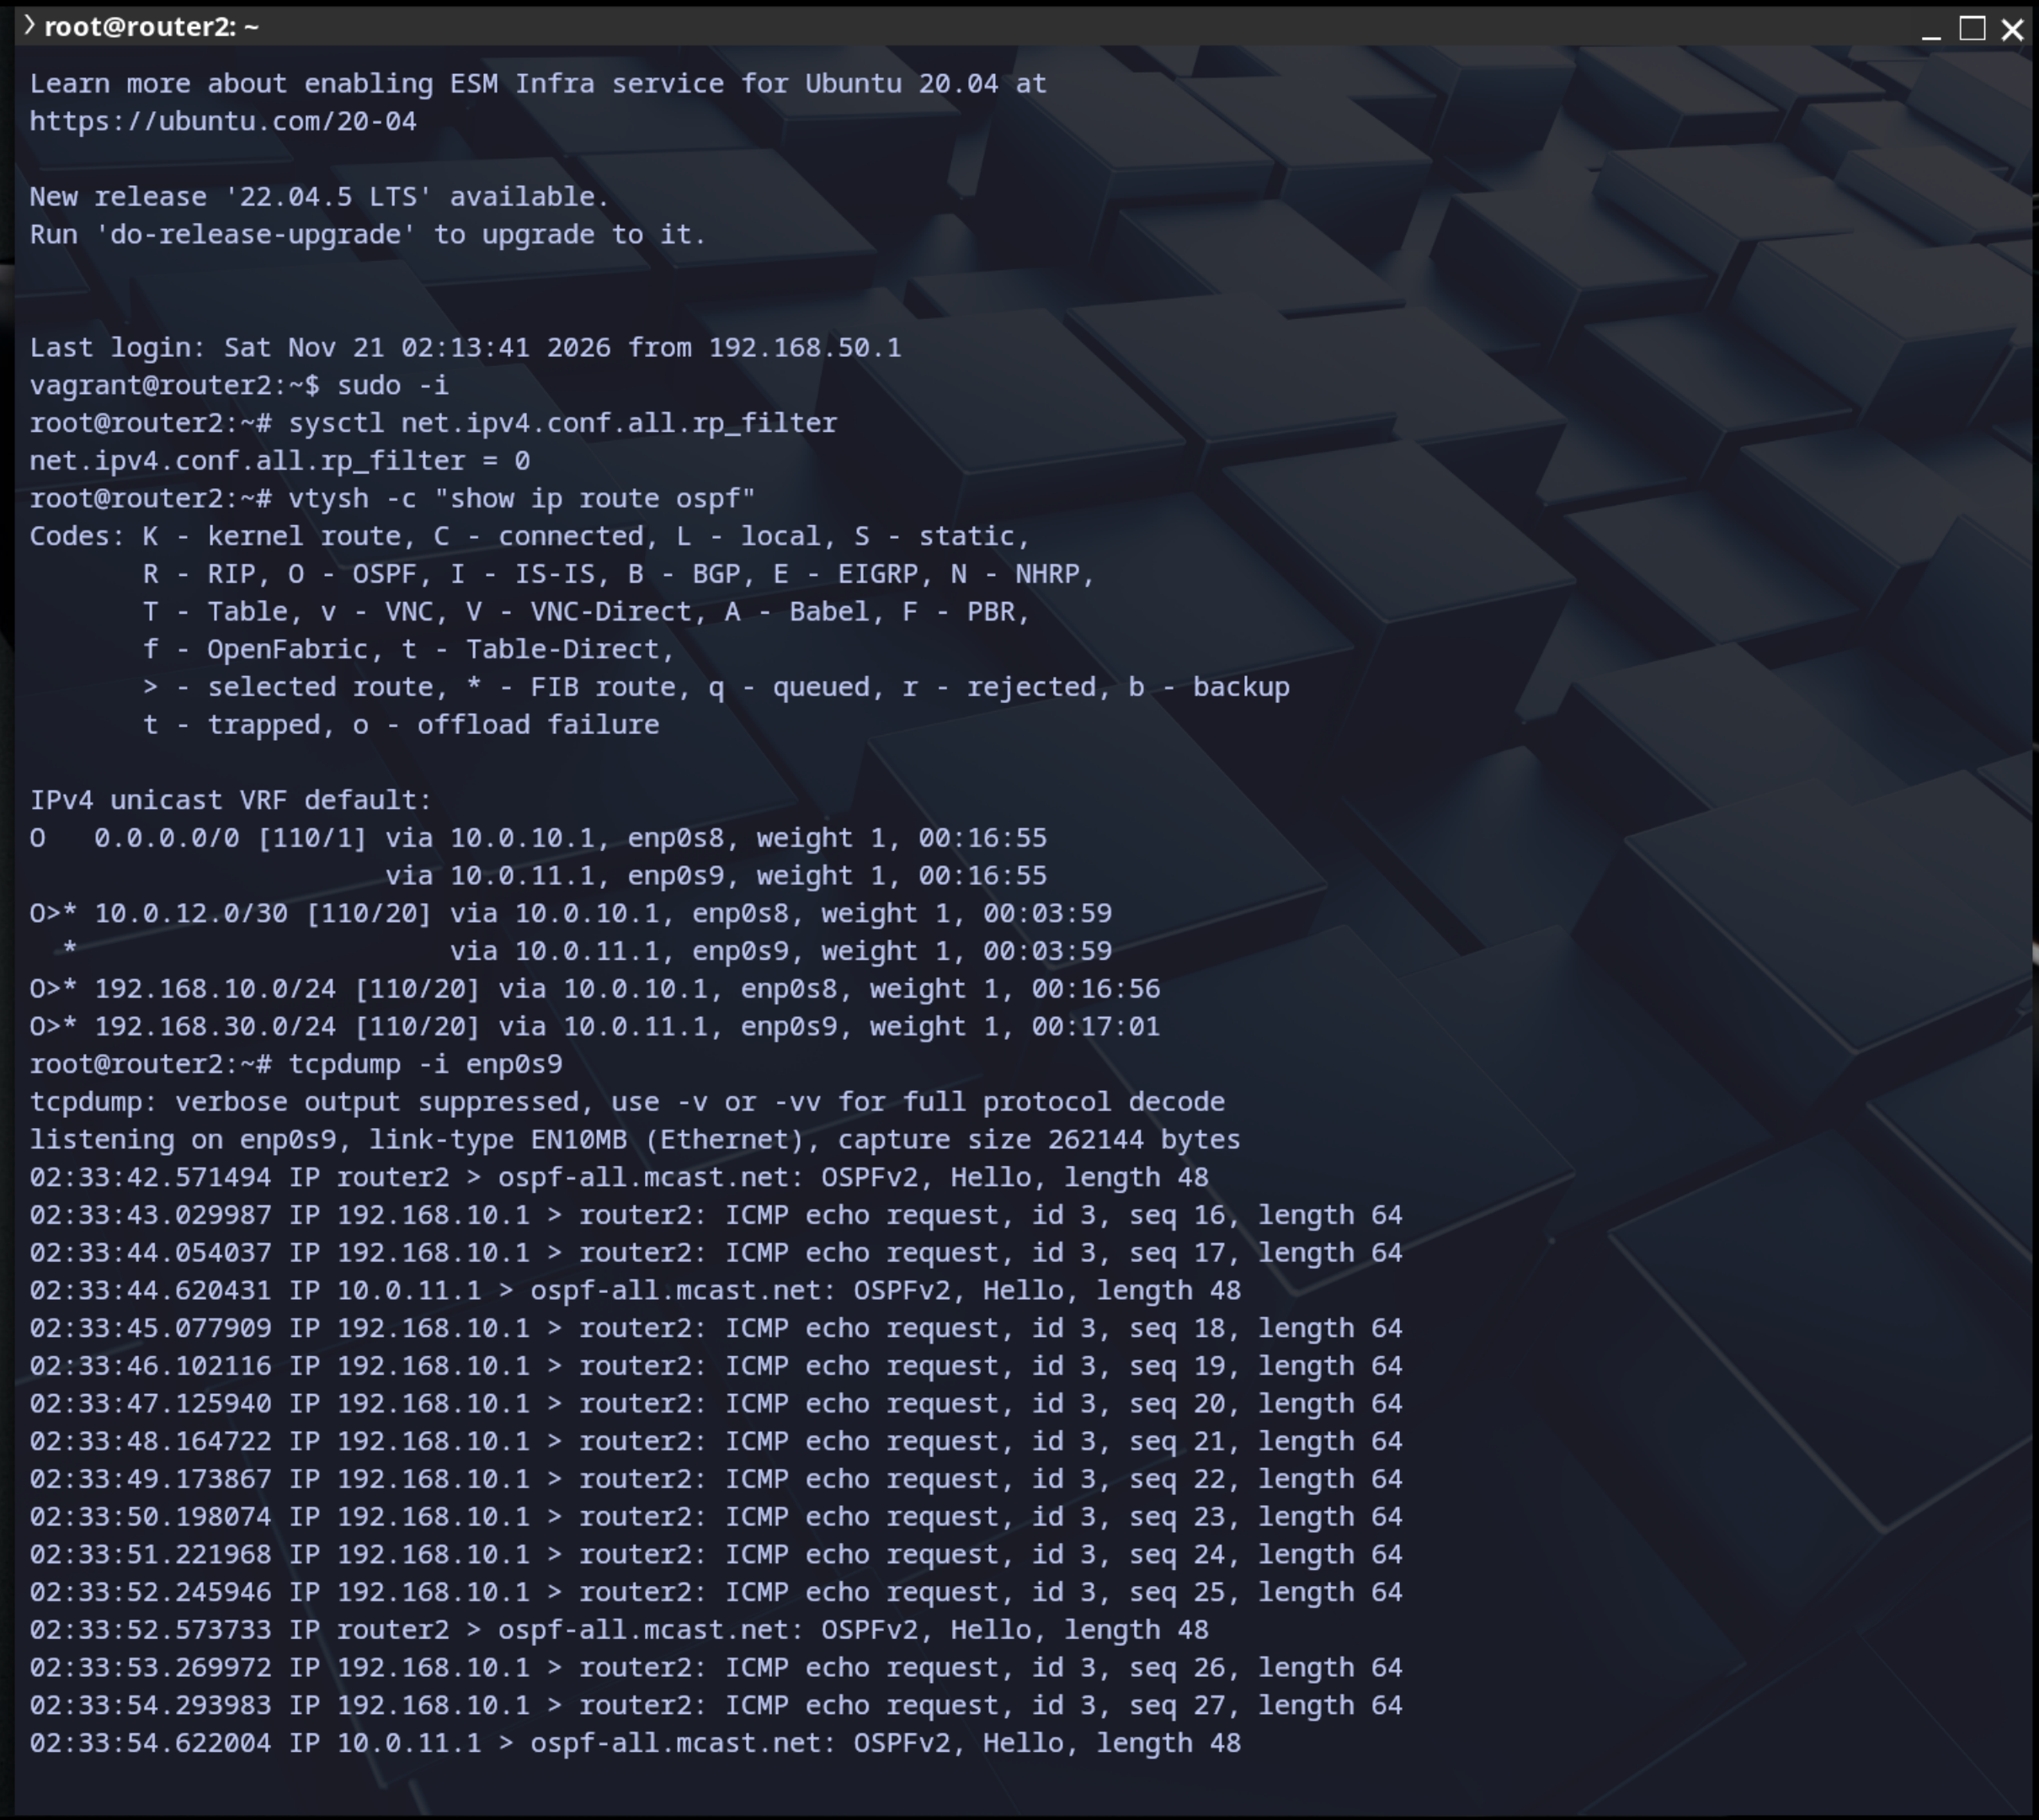 root@router2: ~
Learn more about enabling ESM Infra service for Ubuntu 20.04 at
https://ubuntu.com/20-04
New release '22.04.5 LTS' available.
Run 'do-release-upgrade' to upgrade to it.
Last login: Sat Nov 21 02:13:41 2026 from 192.168.50.1
vagrant@router2:~$ sudo -i
root@router2:~# sysctl net.ipv4.conf.all.rp_filter
net.ipv4.conf.all.rp_filter = 0
root@router2:~# vtysh -c "show ip route ospf"
Codes: K - kernel route, C - connected, L - local, S - static,
       R - RIP, O - OSPF, I - IS-IS, B - BGP, E - EIGRP, N - NHRP,
       T - Table, v - VNC, V - VNC-Direct, A - Babel, F - PBR,
       f - OpenFabric, t - Table-Direct,
       > - selected route, * - FIB route, q - queued, r - rejected, b - backup
       t - trapped, o - offload failure
IPv4 unicast VRF default:
O   0.0.0.0/0 [110/1] via 10.0.10.1, enp0s8, weight 1, 00:16:55
                      via 10.0.11.1, enp0s9, weight 1, 00:16:55
O>* 10.0.12.0/30 [110/20] via 10.0.10.1, enp0s8, weight 1, 00:03:59
  *                       via 10.0.11.1, enp0s9, weight 1, 00:03:59
O>* 192.168.10.0/24 [110/20] via 10.0.10.1, enp0s8, weight 1, 00:16:56
O>* 192.168.30.0/24 [110/20] via 10.0.11.1, enp0s9, weight 1, 00:17:01
root@router2:~# tcpdump -i enp0s9
tcpdump: verbose output suppressed, use -v or -vv for full protocol decode
listening on enp0s9, link-type EN10MB (Ethernet), capture size 262144 bytes
02:33:42.571494 IP router2 > ospf-all.mcast.net: OSPFv2, Hello, length 48
02:33:43.029987 IP 192.168.10.1 > router2: ICMP echo request, id 3, seq 16, length 64
02:33:44.054037 IP 192.168.10.1 > router2: ICMP echo request, id 3, seq 17, length 64
02:33:44.620431 IP 10.0.11.1 > ospf-all.mcast.net: OSPFv2, Hello, length 48
02:33:45.077909 IP 192.168.10.1 > router2: ICMP echo request, id 3, seq 18, length 64
02:33:46.102116 IP 192.168.10.1 > router2: ICMP echo request, id 3, seq 19, length 64
02:33:47.125940 IP 192.168.10.1 > router2: ICMP echo request, id 3, seq 20, length 64
02:33:48.164722 IP 192.168.10.1 > router2: ICMP echo request, id 3, seq 21, length 64
02:33:49.173867 IP 192.168.10.1 > router2: ICMP echo request, id 3, seq 22, length 64
02:33:50.198074 IP 192.168.10.1 > router2: ICMP echo request, id 3, seq 23, length 64
02:33:51.221968 IP 192.168.10.1 > router2: ICMP echo request, id 3, seq 24, length 64
02:33:52.245946 IP 192.168.10.1 > router2: ICMP echo request, id 3, seq 25, length 64
02:33:52.573733 IP router2 > ospf-all.mcast.net: OSPFv2, Hello, length 48
02:33:53.269972 IP 192.168.10.1 > router2: ICMP echo request, id 3, seq 26, length 64
02:33:54.293983 IP 192.168.10.1 > router2: ICMP echo request, id 3, seq 27, length 64
02:33:54.622004 IP 10.0.11.1 > ospf-all.mcast.net: OSPFv2, Hello, length 48